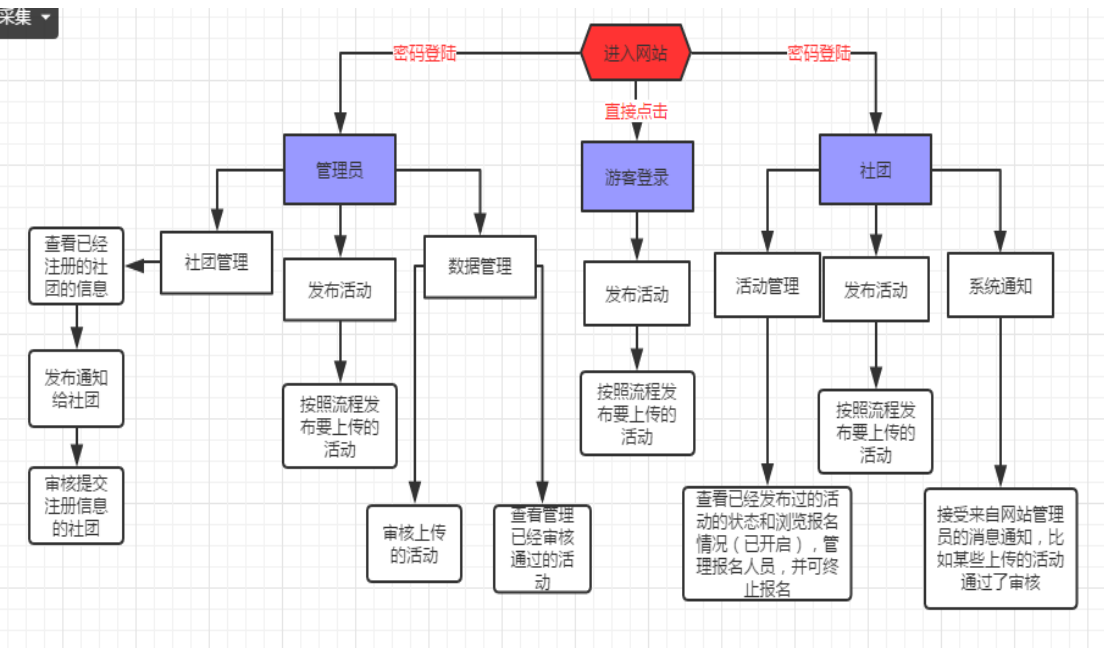 采集
进入网站
密码登陆
密码登陆
直接点击
管理员
游客登录
社团
社团管理
发布活动
数据管理
发布活动
活动管理
发布活动
系统通知
查看已经
注册的社
团的信息
发布通知
给社团
审核提交
注册信息
的社团
按照流程发
布要上传的
活动
审核上传
的活动
查看管理
已经审核
通过的活
动
按照流程发
布要上传的
活动
查看已经发布过的活
动的状态和浏览报名
情况（已开启），管
理报名人员，并可终
止报名
按照流程发
布要上传的
活动
接受来自网站管理
员的消息通知，比
如某些上传的活动
通过了审核